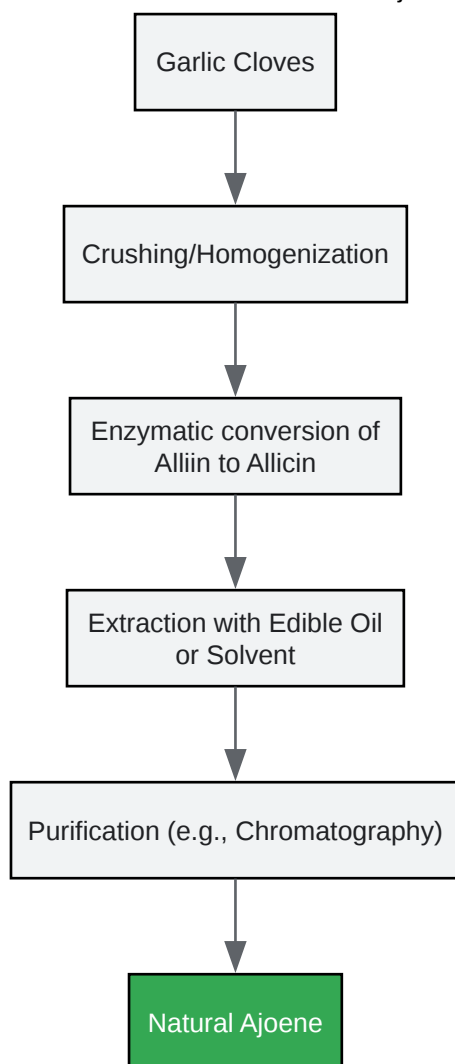 Garlic Cloves
Crushing/Homogenization
Enzymatic conversion of
Alliin to Allicin
Extraction with Edible Oil
or Solvent
Purification (e.g., Chromatography)
Natural Ajoene